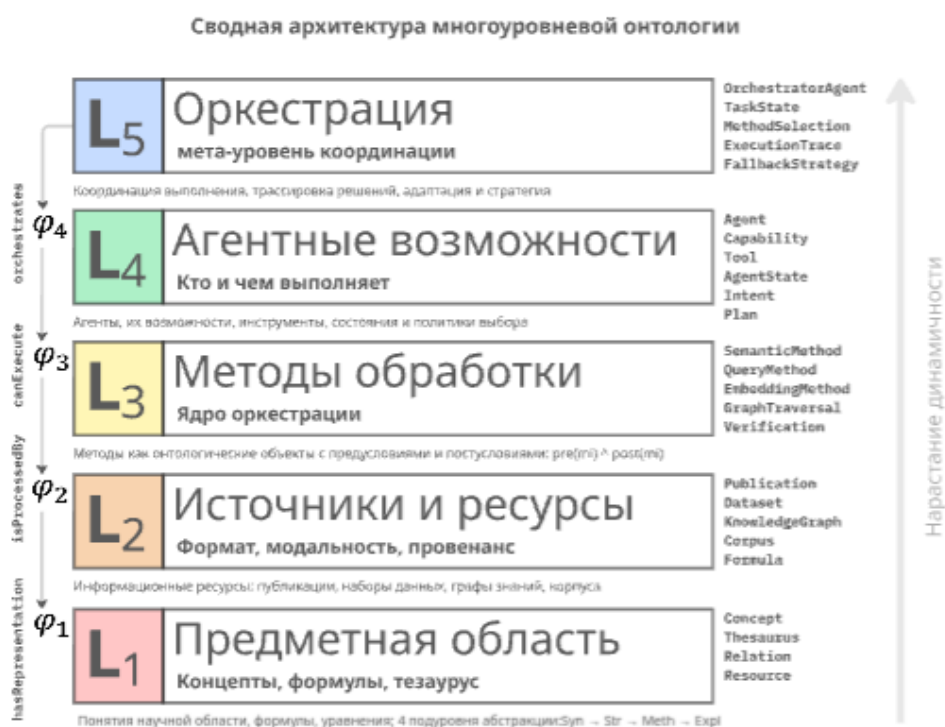 Сводная архитектура многоуровневой онтологии
L5
Оркестрация
мета-уровень координации
OrchestratorAgent
TaskState
MethodSelection
ExecutionTrace
FallbackStrategy
Координация выполнения, трассировка решений, адаптация и стратегия
orchestrates
φ4
L4
Агентные возможности
Кто и чем выполняет
Agent
Capability
Tool
AgentState
Intent
Plan
Агенты, их возможности, инструменты, состояния и политики выбора
canExecute
φ3
L3
Методы обработки
Ядро оркестрации
SemanticMethod
QueryMethod
EmbeddingMethod
GraphTraversal
Verification
Методы как онтологические объекты с предусловиями и постусловиями: pre(mi) ^ post(mi)
isProcessedBy
φ2
L2
Источники и ресурсы
Формат, модальность, провенанс
Publication
Dataset
KnowledgeGraph
Corpus
Formula
Информационные ресурсы: публикации, наборы данных, графы знаний, корпуса
hasRepresentation
φ1
L1
Предметная область
Концепты, формулы, тезаурус
Concept
Thesaurus
Relation
Resource
Понятия научной области, формулы, уравнения; 4 подуровня абстракции:Syn → Str → Meth → Expl
Нарастание динамичности